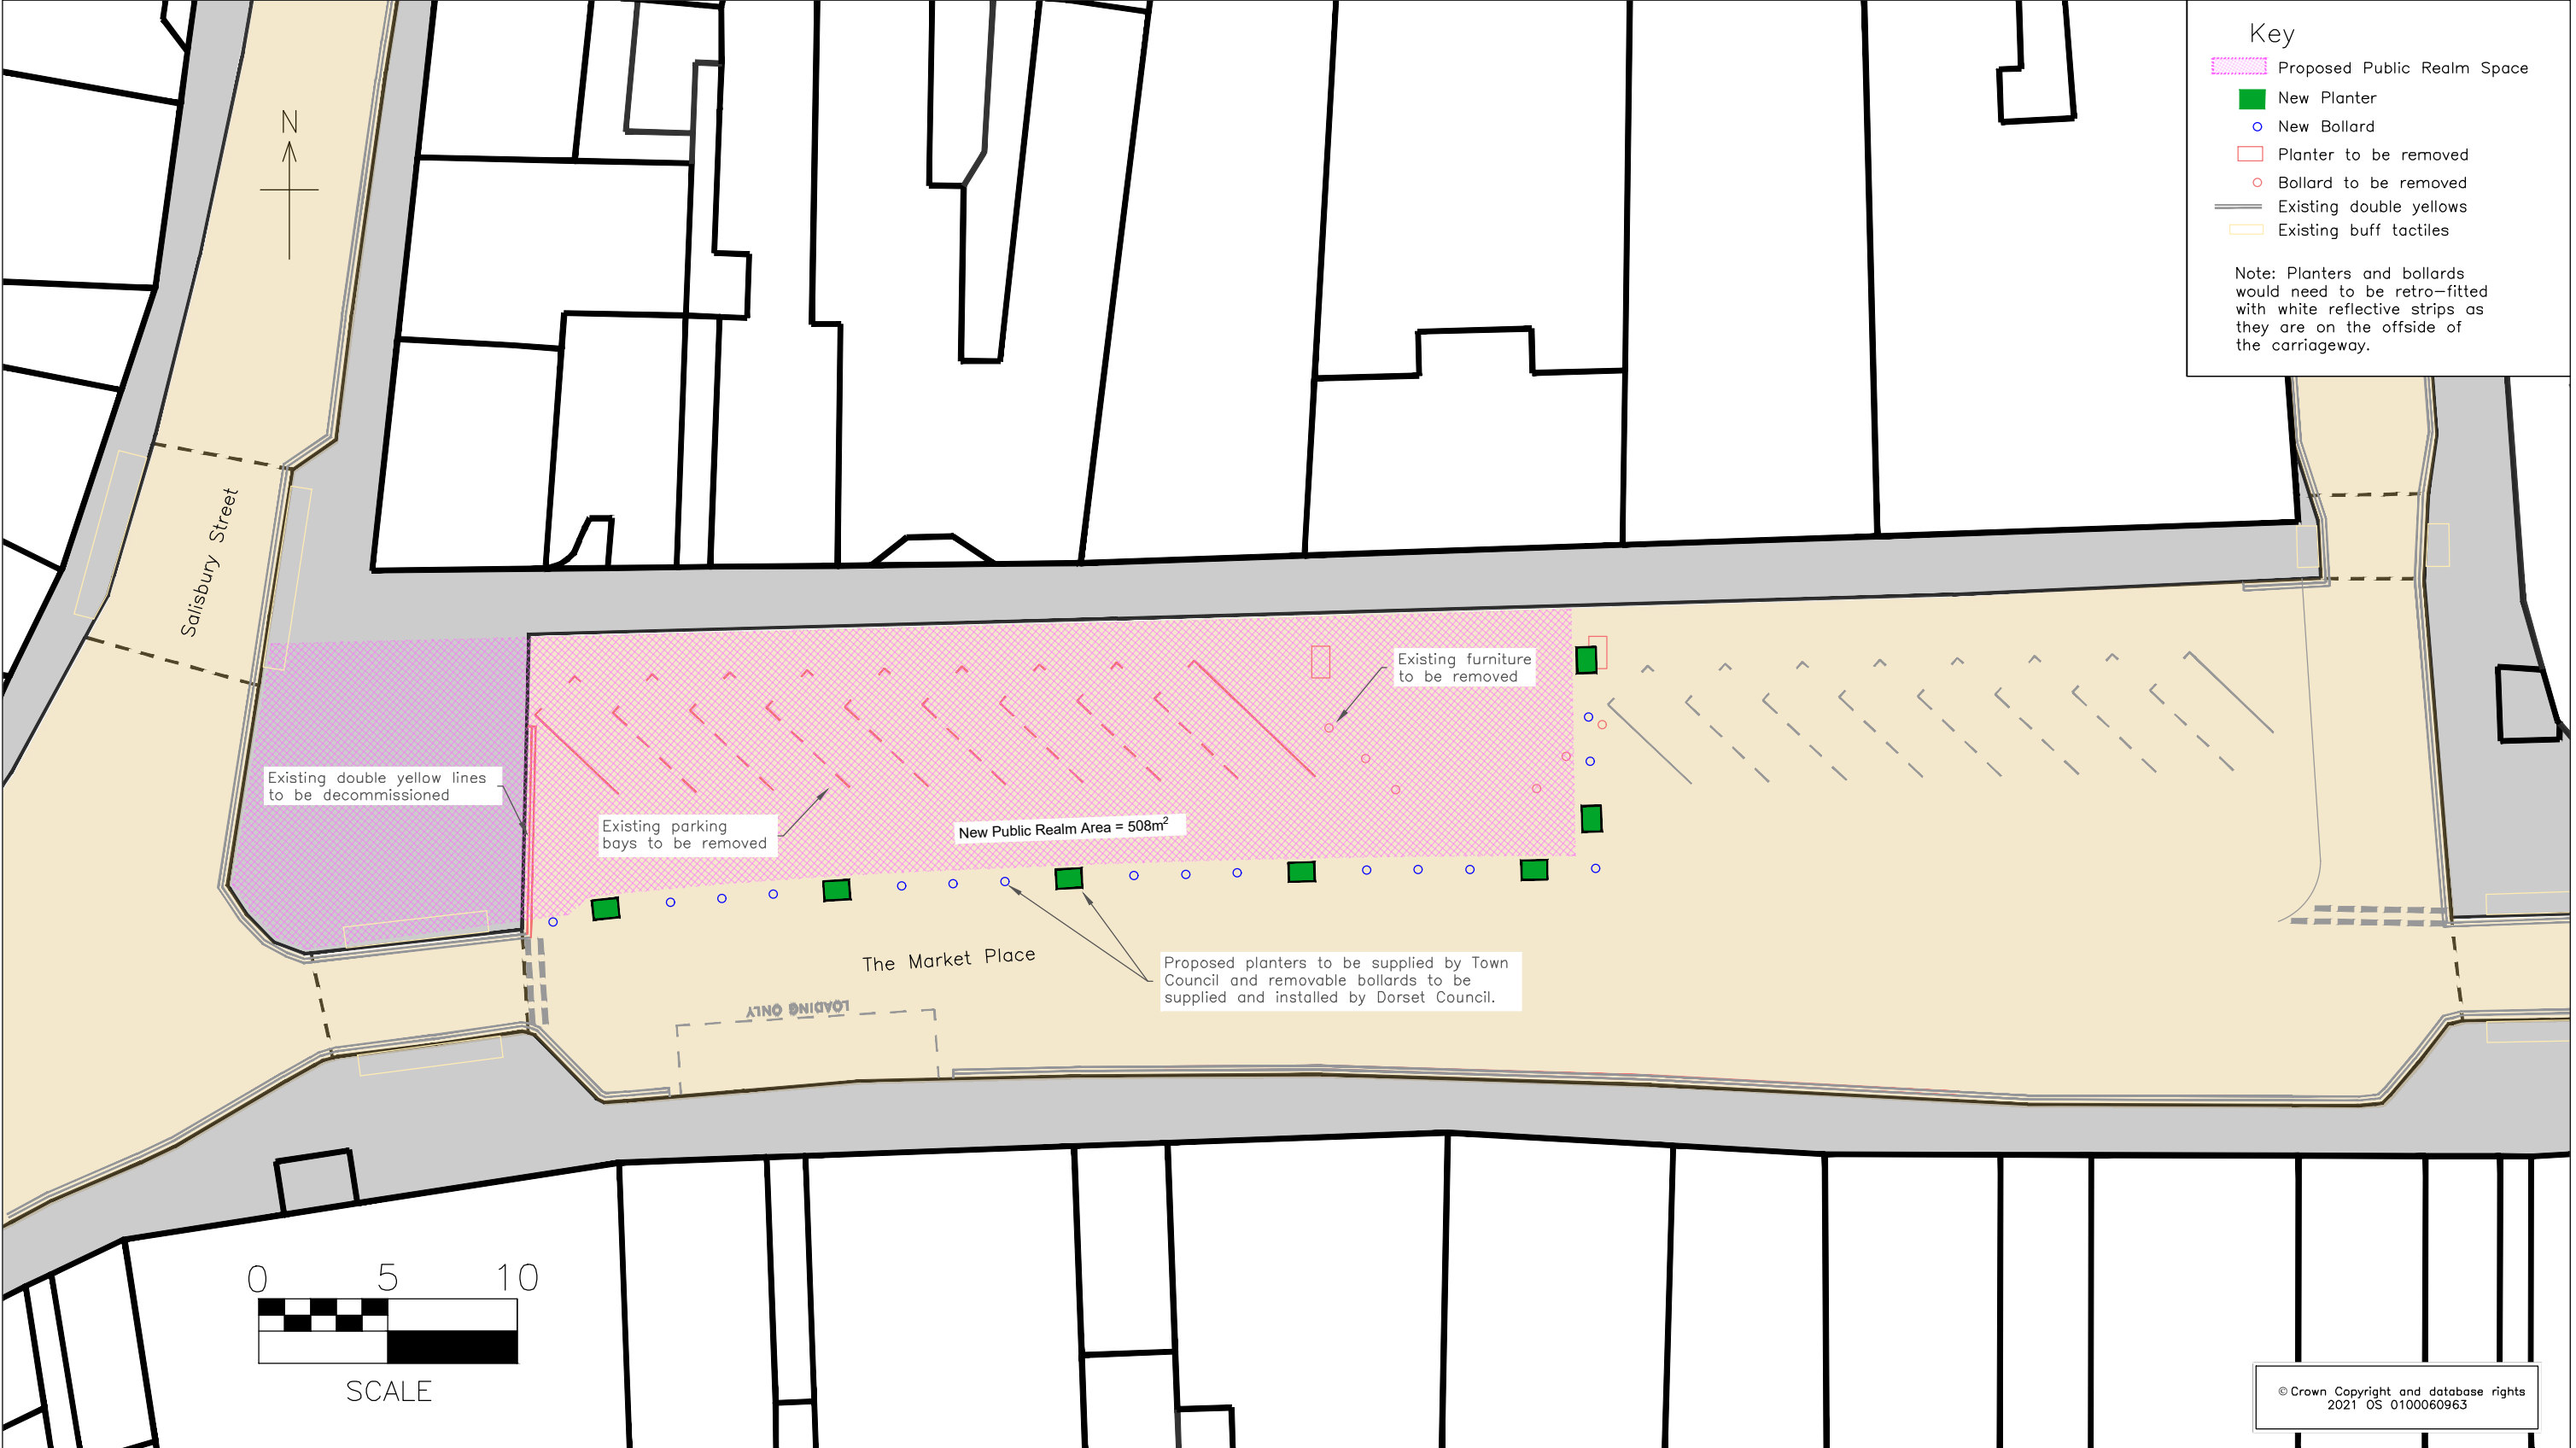 Key
Proposed Public Realm Space
New Planter
New Bollard
Planter to be removed
Bollard to be removed
Existing double yellows
Existing buff tactiles
Note: Planters and bollards
would need to be retro-fitted
with white reflective strips as
they are on the offside of
the carriageway.
N
Salisbury Street
Existing furniture
to be removed
Existing double yellow lines
to be decommissioned
Existing parking
bays to be removed
New Public Realm Area = 508m²
The Market Place
Proposed planters to be supplied by Town
Council and removable bollards to be
supplied and installed by Dorset Council.
LOADING ONLY
0 5 10
SCALE
© Crown Copyright and database rights
2021 OS 0100060963